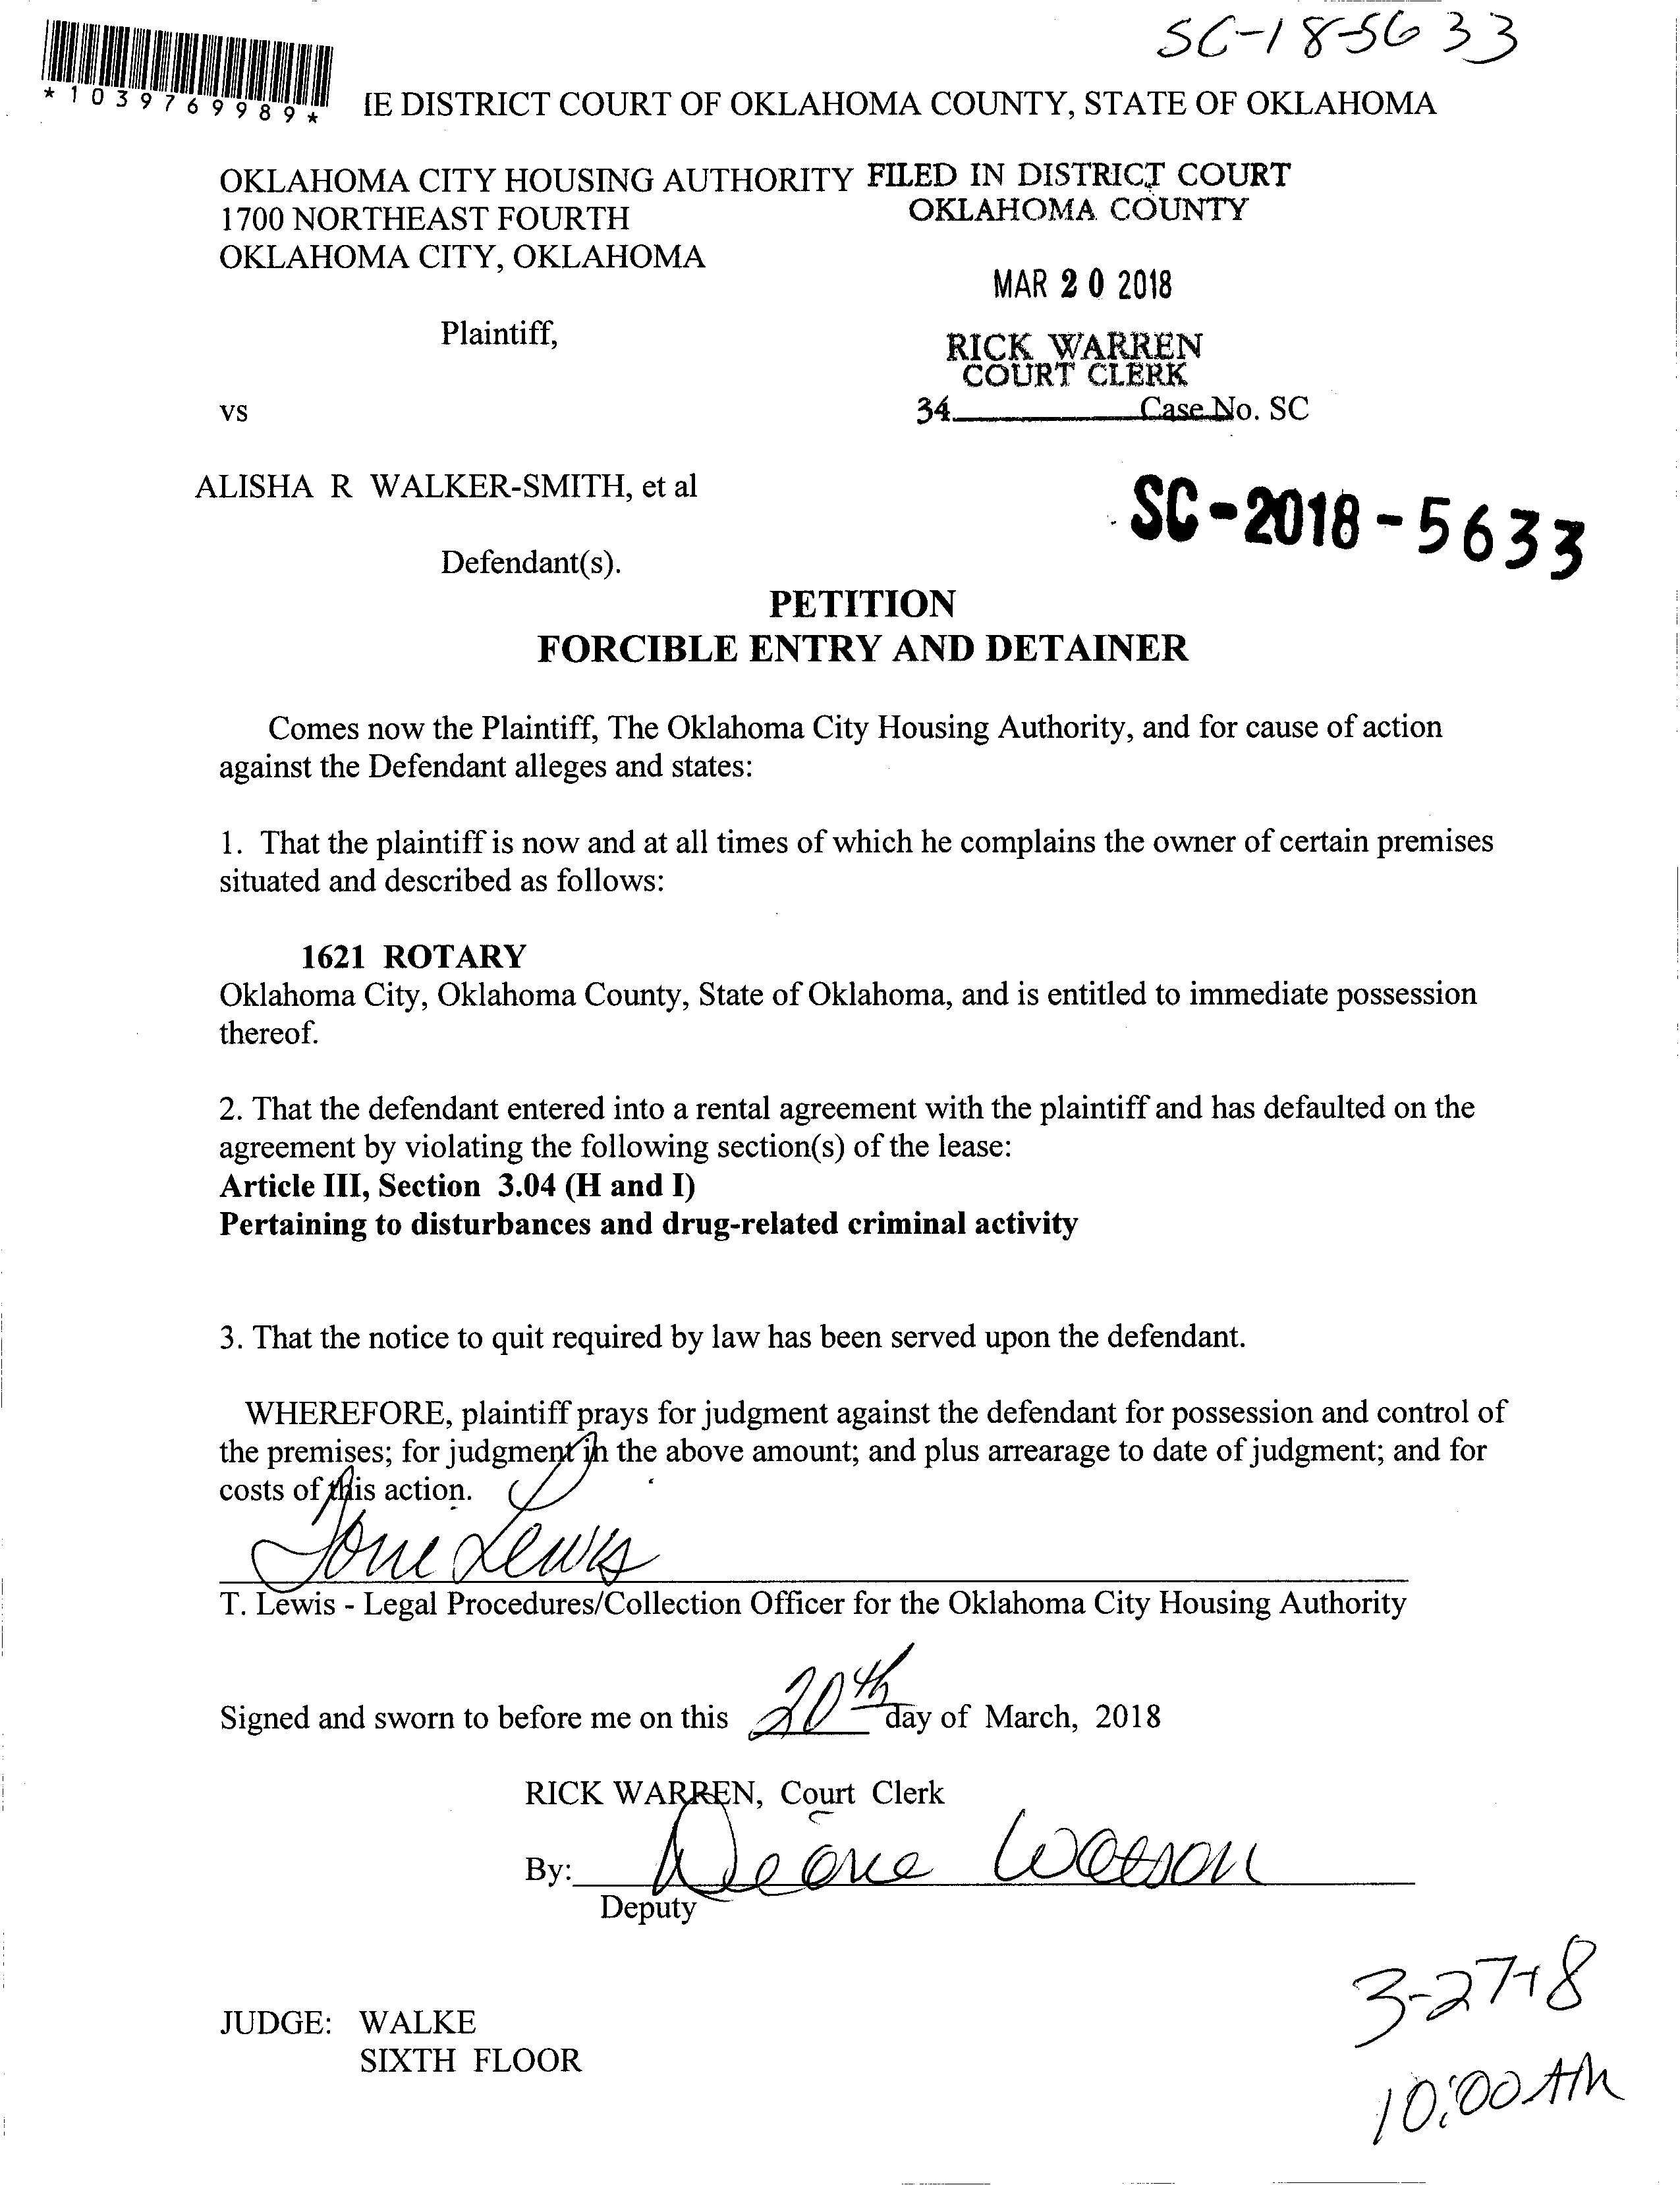 SC-18-5633
*1039769989*
IE DISTRICT COURT OF OKLAHOMA COUNTY, STATE OF OKLAHOMA
OKLAHOMA CITY HOUSING AUTHORITY FILED IN DISTRICT COURT
1700 NORTHEAST FOURTH OKLAHOMA COUNTY
OKLAHOMA CITY, OKLAHOMA
MAR 20 2018
Plaintiff,
RICK WARREN
COURT CLERK
vs 34 Case No. SC
ALISHA R WALKER-SMITH, et al
SC-2018-5633
Defendant(s).
PETITION
FORCIBLE ENTRY AND DETAINER
Comes now the Plaintiff, The Oklahoma City Housing Authority, and for cause of action
against the Defendant alleges and states:
1. That the plaintiff is now and at all times of which he complains the owner of certain premises
situated and described as follows:
1621 ROTARY
Oklahoma City, Oklahoma County, State of Oklahoma, and is entitled to immediate possession
thereof.
2. That the defendant entered into a rental agreement with the plaintiff and has defaulted on the
agreement by violating the following section(s) of the lease:
Article III, Section 3.04 (H and I)
Pertaining to disturbances and drug-related criminal activity
3. That the notice to quit required by law has been served upon the defendant.
WHEREFORE, plaintiff prays for judgment against the defendant for possession and control of
the premises; for judgment in the above amount; and plus arrearage to date of judgment; and for
costs of this action.
Toni Lewis
T. Lewis - Legal Procedures/Collection Officer for the Oklahoma City Housing Authority
Signed and sworn to before me on this 20th day of March, 2018
RICK WARREN, Court Clerk
By: Watson
Deputy
JUDGE: WALKE
SIXTH FLOOR
3-27-18
10:00 AM